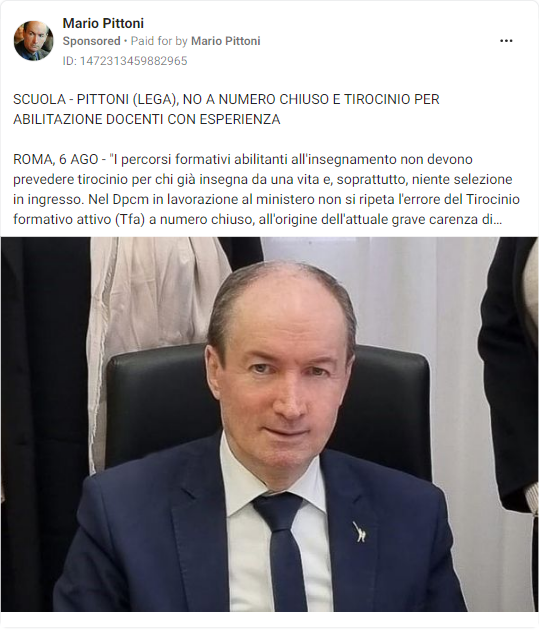 Mario Pittoni
Sponsored • Paid for by Mario Pittoni
ID: 1472313459882965
SCUOLA - PITTONI (LEGA), NO A NUMERO CHIUSO E TIROCINIO PER
ABILITAZIONE DOCENTI CON ESPERIENZA
ROMA, 6 AGO - "I percorsi formativi abilitanti all'insegnamento non devono
prevedere tirocinio per chi già insegna da una vita e, soprattutto, niente selezione
in ingresso. Nel Dpcm in lavorazione al ministero non si ripeta l'errore del Tirocinio
formativo attivo (Tfa) a numero chiuso, all'origine dell'attuale grave carenza di...